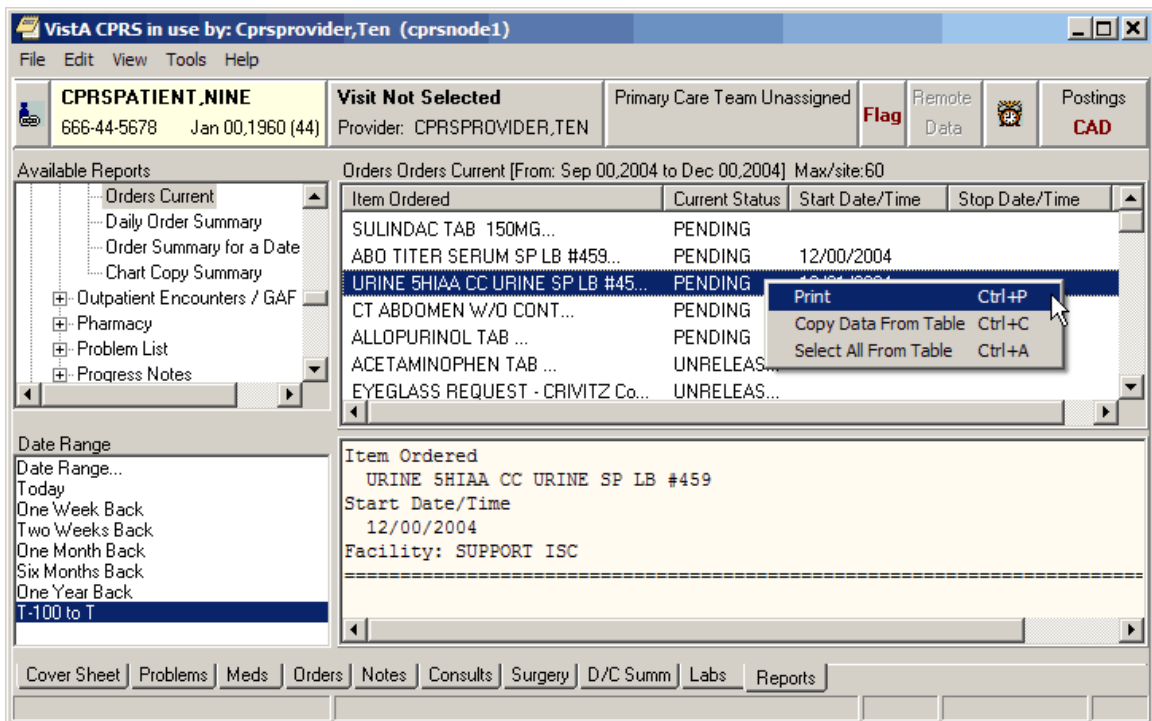 VistA CPRS in use by: Cprsprovider,Ten (cprsnode1)
File Edit View Tools Help
CPRSPATIENT,NINE
666-44-5678 Jan 00,1960 (44)
Visit Not Selected
Provider: CPRSPROVIDER,TEN
Primary Care Team Unassigned
Flag
Remote
Data
Postings
CAD
Available Reports
Orders Current
Daily Order Summary
Order Summary for a Date
Chart Copy Summary
Outpatient Encounters / GAF
Pharmacy
Problem List
Progress Notes
Orders Orders Current [From: Sep 00,2004 to Dec 00,2004] Max/site:60
Item Ordered Current Status Start Date/Time Stop Date/Time
SULINDAC TAB 150MG... PENDING
ABO TITER SERUM SP LB #459... PENDING 12/00/2004
URINE 5HIAA CC URINE SP LB #45... PENDING
CT ABDOMEN W/O CONT... PENDING
ALLOPURINOL TAB ... PENDING
ACETAMINOPHEN TAB ... UNRELEAS...
EYEGLASS REQUEST - CRIVITZ Co... UNRELEAS...
Print Ctrl+P
Copy Data From Table Ctrl+C
Select All From Table Ctrl+A
Date Range
Date Range...
Today
One Week Back
Two Weeks Back
One Month Back
Six Months Back
One Year Back
T-100 to T
Item Ordered
URINE 5HIAA CC URINE SP LB #459
Start Date/Time
12/00/2004
Facility: SUPPORT ISC
Cover Sheet Problems Meds Orders Notes Consults Surgery D/C Summ Labs Reports